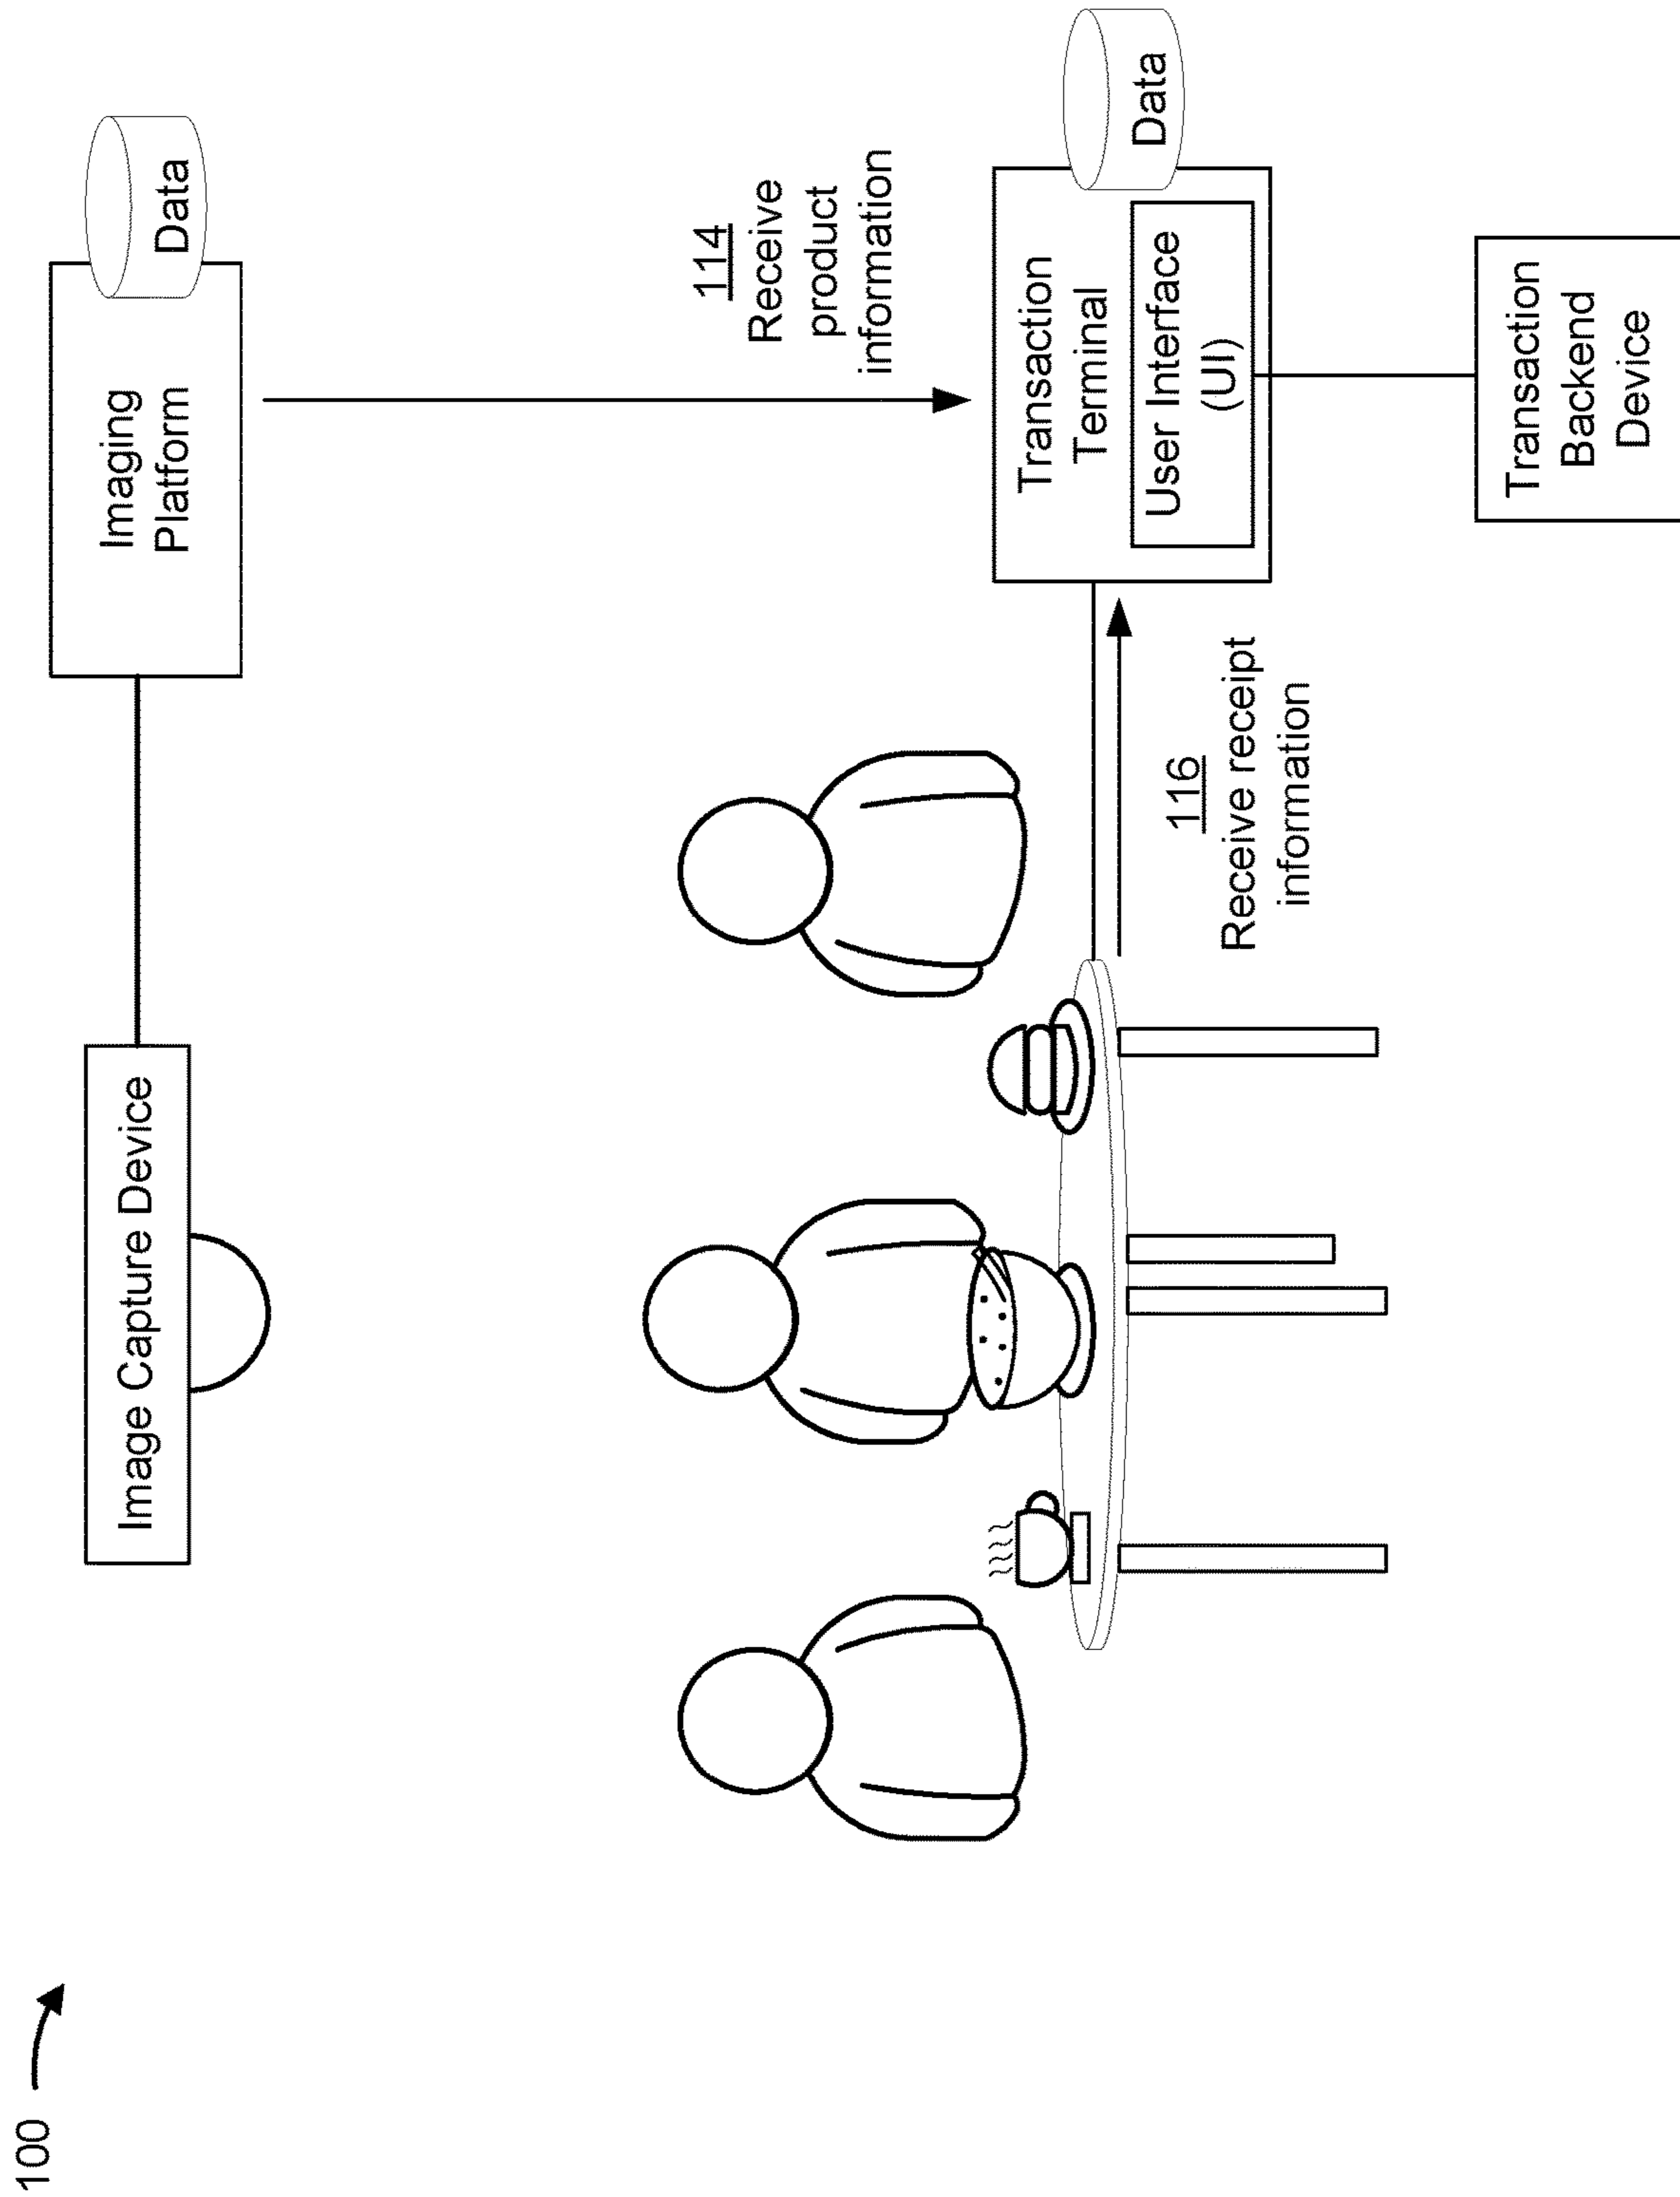 100
Image Capture Device
Imaging
Platform
Data
114
Receive
product
information
116
Receive receipt
information
Transaction
Terminal
User Interface
(UI)
Data
Transaction
Backend
Device